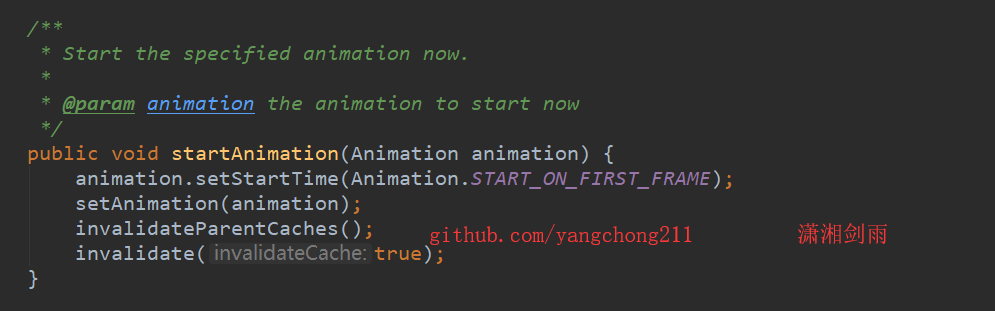 /**
 * Start the specified animation now.
 *
 * @param animation the animation to start now
 */
public void startAnimation(Animation animation) {
    animation.setStartTime(Animation.START_ON_FIRST_FRAME);
    setAnimation(animation);
    invalidateParentCaches();
    invalidate( invalidateCache: true);
github.com/yangchong211 潇湘剑雨
}